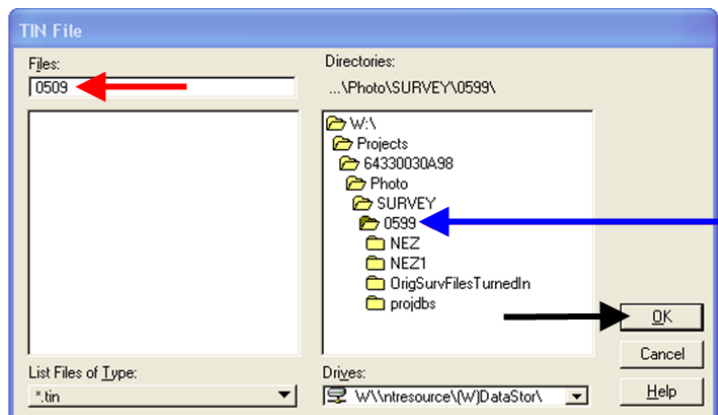 TIN File
Files:
0509
Directories:
...\Photo\SURVEY\0599\
W:\
Projects
64330030A98
Photo
SURVEY
0599
NEZ
NEZ1
OrigSurvFilesTurnedIn
projdbs
OK
Cancel
Help
List Files of Type:
*.tin
Drives:
W\\ntresource\(W)DataStor\